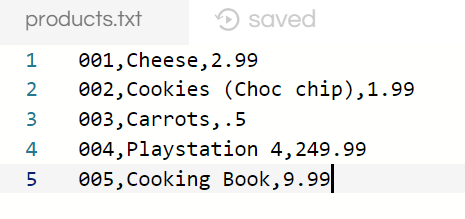 products.txt saved
1 001,Cheese,2.99
2 002,Cookies (Choc chip),1.99
3 003,Carrots,.5
4 004,Playstation 4,249.99
5 005,Cooking Book,9.99